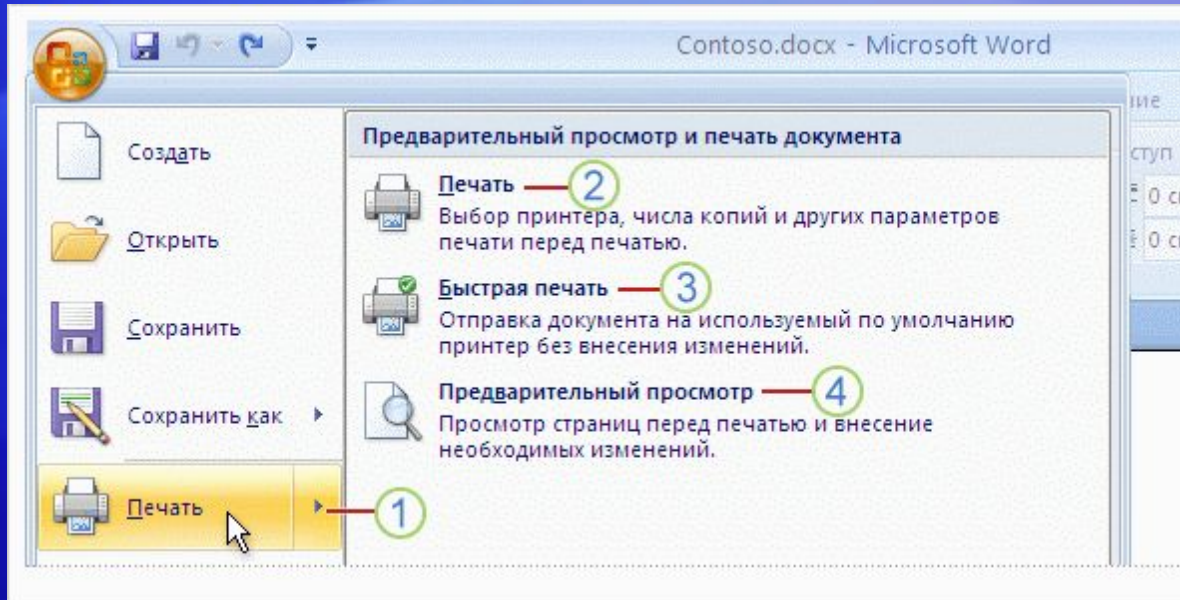 Contoso.docx - Microsoft Word
Создать
Открыть
Сохранить
Сохранить как
Печать
1
Предварительный просмотр и печать документа
Печать 2
Выбор принтера, числа копий и других параметров
печати перед печатью.
Быстрая печать 3
Отправка документа на используемый по умолчанию
принтер без внесения изменений.
Предварительный просмотр 4
Просмотр страниц перед печатью и внесение
необходимых изменений.